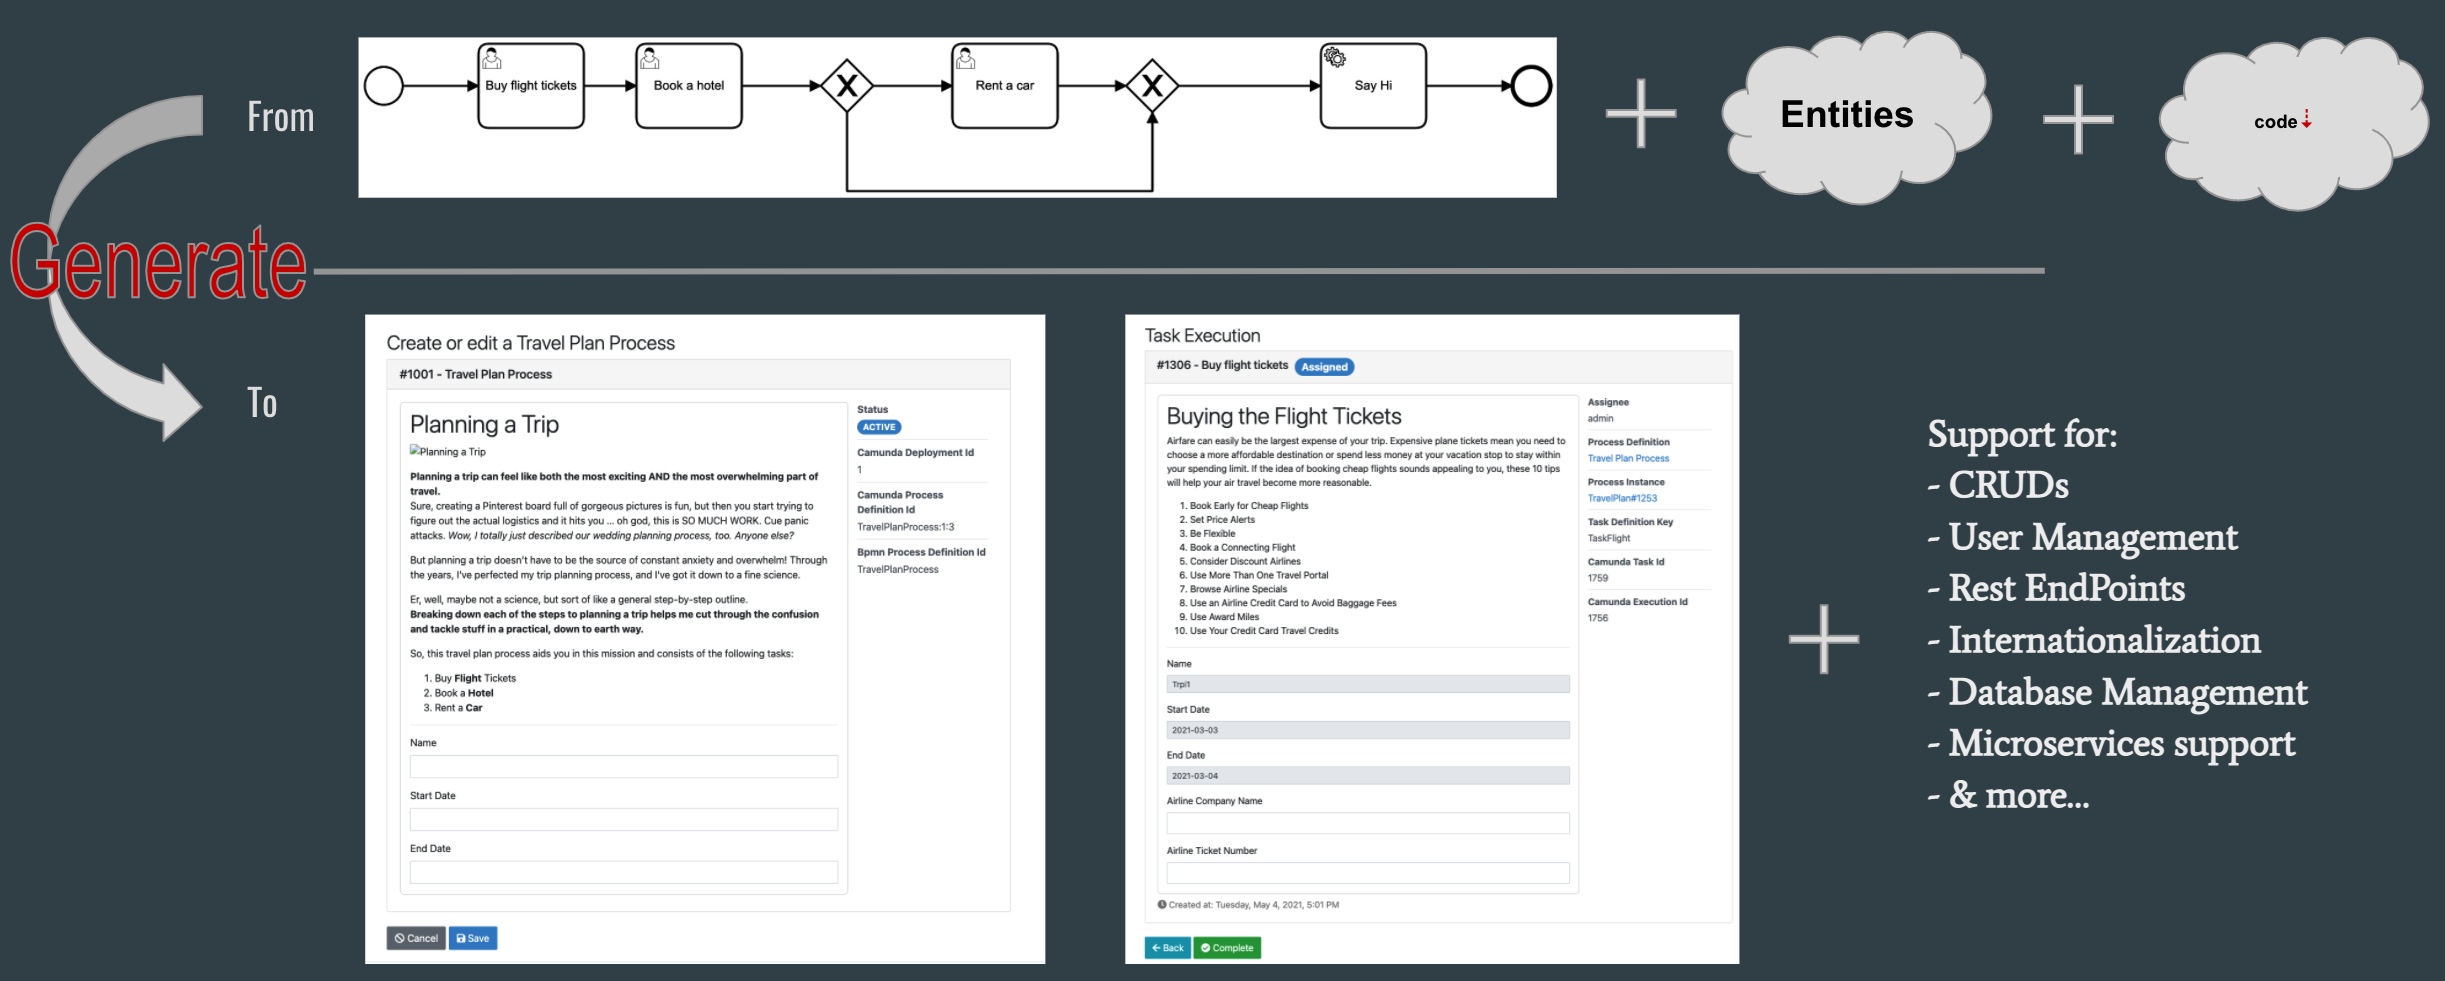 From
Buy flight tickets
Book a hotel
X
Rent a car
X
Say Hi
Entities
code
Generate
To
Create or edit a Travel Plan Process
#1001 - Travel Plan Process
Planning a Trip
Planning a Trip
Planning a trip can feel like both the most exciting AND the most overwhelming part of
travel.
Sure, creating a Pinterest board full of gorgeous pictures is fun, but then you start trying to
figure out the actual logistics and it hits you ... oh god, this is SO MUCH WORK. Cue panic
attacks. Wow, I totally just described our wedding planning process, too. Anyone else?
But planning a trip doesn't have to be the source of constant anxiety and overwhelm! Through
the years, I've perfected my trip planning process, and I've got it down to a fine science.
Er, well, maybe not a science, but sort of like a general step-by-step outline.
Breaking down each of the steps to planning a trip helps me cut through the confusion
and tackle stuff in a practical, down to earth way.
So, this travel plan process aids you in this mission and consists of the following tasks:
1. Buy Flight Tickets
2. Book a Hotel
3. Rent a Car
Name
Start Date
End Date
Status
ACTIVE
Camunda Deployment Id
1
Camunda Process
Definition Id
TravelPlanProcess:1:3
Bpmn Process Definition Id
TravelPlanProcess
Cancel
Save
Task Execution
#1306 - Buy flight tickets Assigned
Buying the Flight Tickets
Airfare can easily be the largest expense of your trip. Expensive plane tickets mean you need to
choose a more affordable destination or spend less money at your vacation stop to stay within
your spending limit. If the idea of booking cheap flights sounds appealing to you, these 10 tips
will help your air travel become more reasonable.
1. Book Early for Cheap Flights
2. Set Price Alerts
3. Be Flexible
4. Book a Connecting Flight
5. Consider Discount Airlines
6. Use More Than One Travel Portal
7. Browse Airline Specials
8. Use an Airline Credit Card to Avoid Baggage Fees
9. Use Award Miles
10. Use Your Credit Card Travel Credits
Name
Trpi1
Start Date
2021-03-03
End Date
2021-03-04
Airline Company Name
Airline Ticket Number
Assignee
admin
Process Definition
Travel Plan Process
Process Instance
TravelPlan#1253
Task Definition Key
TaskFlight
Camunda Task Id
1759
Camunda Execution Id
1756
Created at: Tuesday, May 4, 2021, 5:01 PM
Back
Complete
Support for:
- CRUDs
- User Management
- Rest EndPoints
- Internationalization
- Database Management
- Microservices support
- & more...